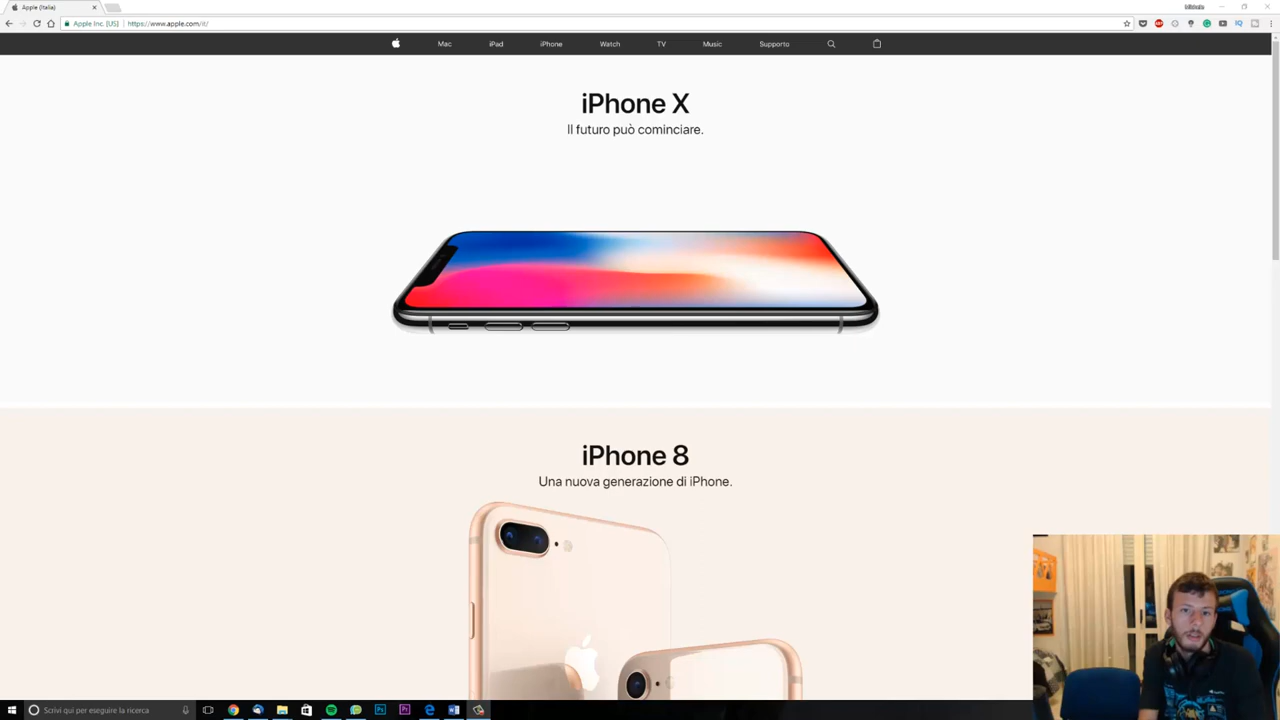 Apple (Italia)
Apple Inc. [US]
https://www.apple.com/it/
Mac
iPad
iPhone
Watch
TV
Music
Supporto
iPhone X
Il futuro può cominciare.
iPhone 8
Una nuova generazione di iPhone.
Scrivi qui per eseguire la ricerca